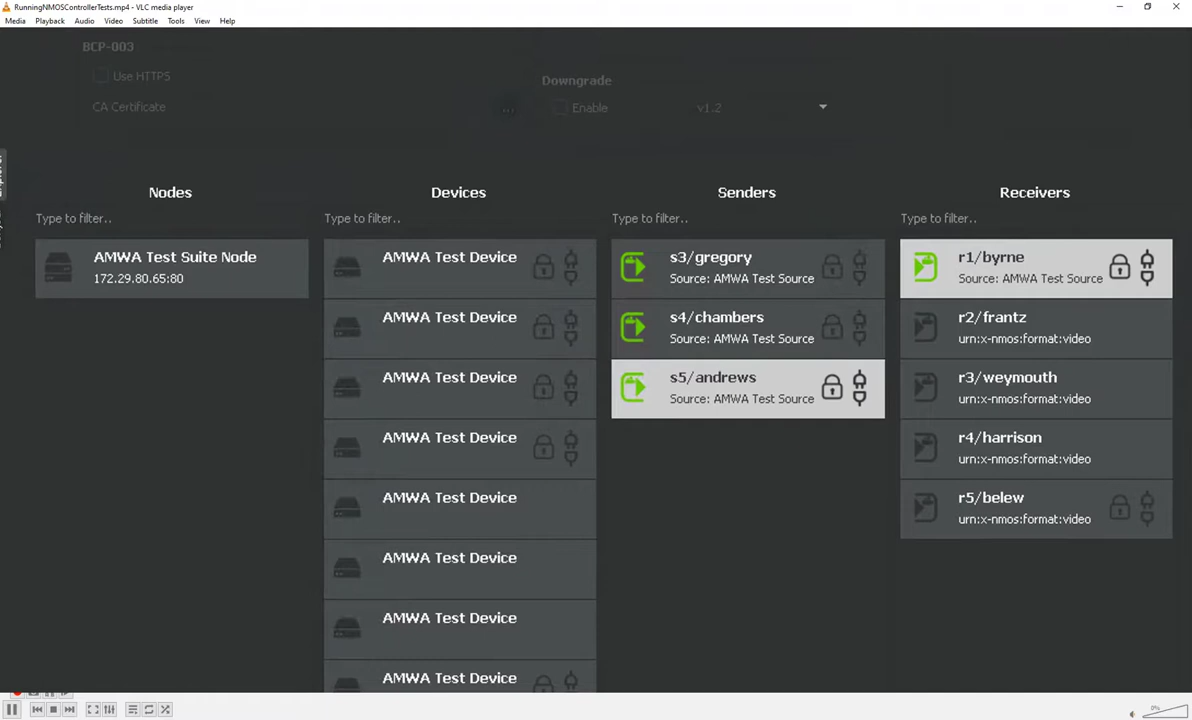 RunningNMOSControllerTests.mp4 - VLC media player
Media Playback Audio Video Subtitle Tools View Help
BCP-003
Use HTTPS
CA Certificate
...
Downgrade
Enable
v1.2
Nodes
Type to filter..
AMWA Test Suite Node
172.29.80.65:80
Devices
Type to filter..
AMWA Test Device
AMWA Test Device
AMWA Test Device
AMWA Test Device
AMWA Test Device
AMWA Test Device
AMWA Test Device
AMWA Test Device
Senders
Type to filter..
s3/gregory
Source: AMWA Test Source
s4/chambers
Source: AMWA Test Source
s5/andrews
Source: AMWA Test Source
Receivers
Type to filter..
r1/byrne
Source: AMWA Test Source
r2/frantz
urn:x-nmos:format:video
r3/weymouth
urn:x-nmos:format:video
r4/harrison
urn:x-nmos:format:video
r5/belew
urn:x-nmos:format:video
0%